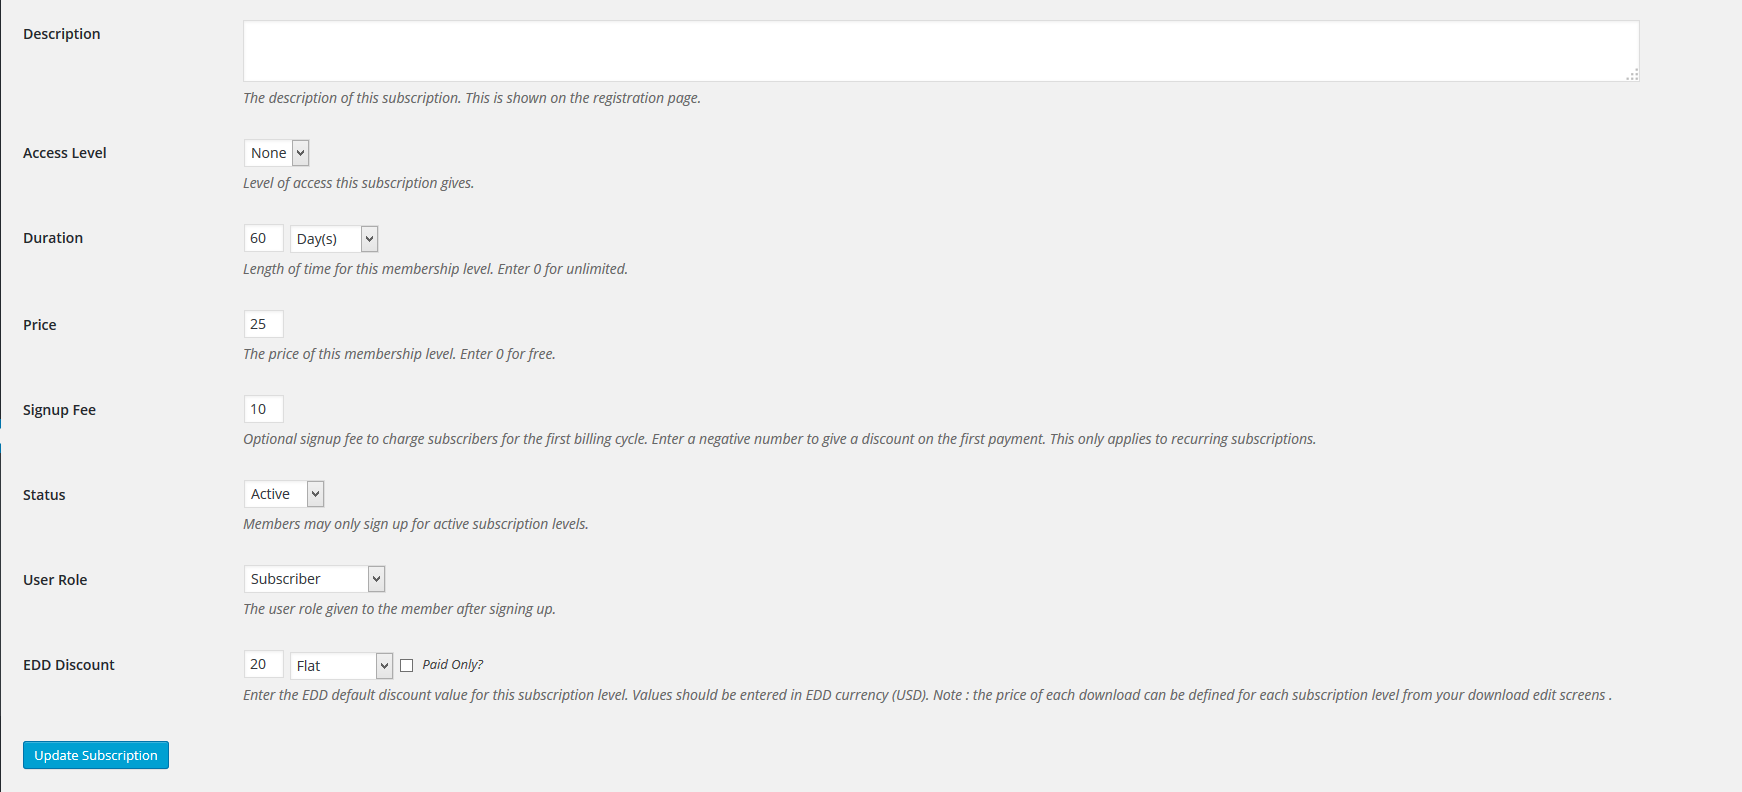 Description
The description of this subscription. This is shown on the registration page.
Access Level
None
Level of access this subscription gives.
Duration
60 Day(s)
Length of time for this membership level. Enter 0 for unlimited.
Price
25
The price of this membership level. Enter 0 for free.
Signup Fee
10
Optional signup fee to charge subscribers for the first billing cycle. Enter a negative number to give a discount on the first payment. This only applies to recurring subscriptions.
Status
Active
Members may only sign up for active subscription levels.
User Role
Subscriber
The user role given to the member after signing up.
EDD Discount
20 Flat Paid Only?
Enter the EDD default discount value for this subscription level. Values should be entered in EDD currency (USD). Note : the price of each download can be defined for each subscription level from your download edit screens .
Update Subscription